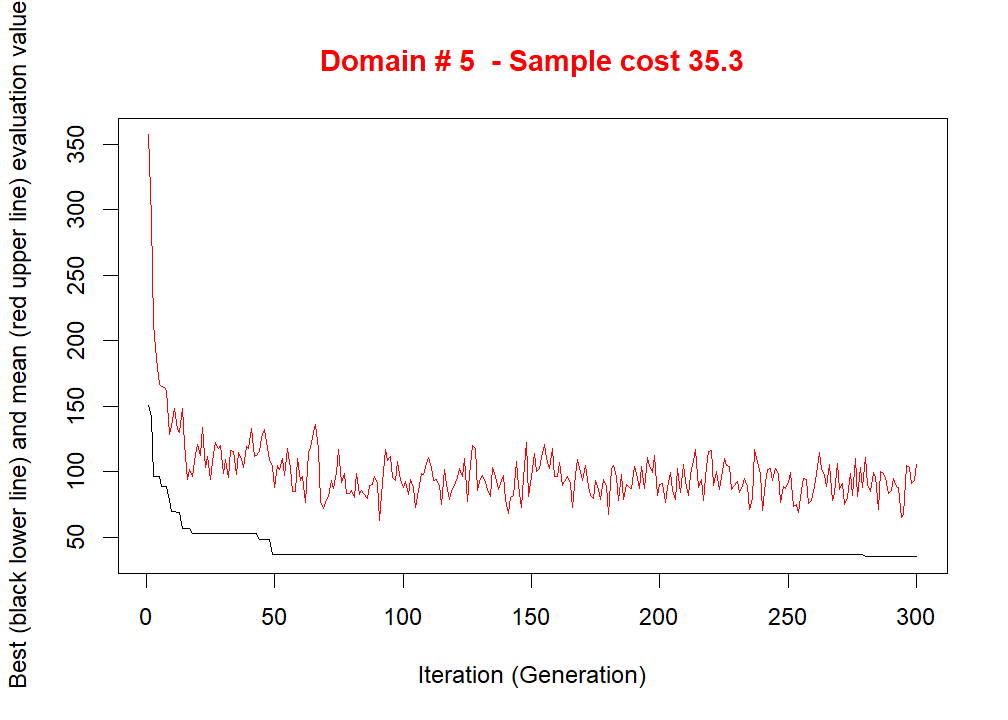 Domain # 5  - Sample cost 35.3
Best (black lower line) and mean (red upper line) evaluation value
350
300
250
200
150
100
50
0 50 100 150 200 250 300
Iteration (Generation)